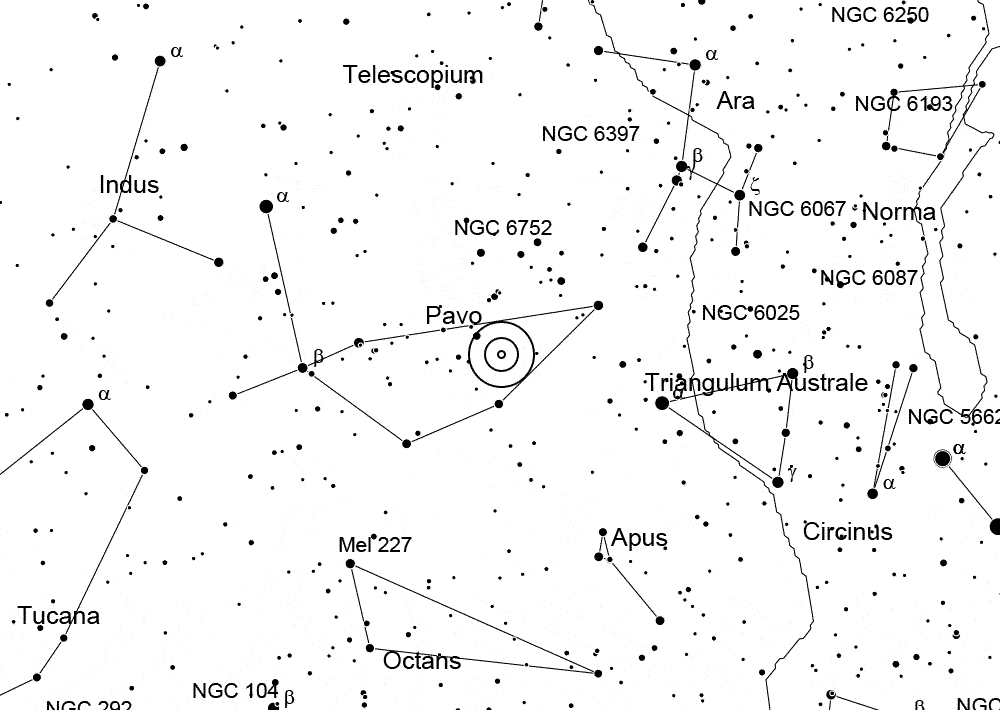 NGC 6250
α
α
Telescopium
Ara
NGC 6193
NGC 6397
β
Indus
ζ
α
NGC 6067
Norma
NGC 6752
NGC 6087
NGC 6025
Pavo
β
β
Triangulum Australe
α
α
NGC 5662
α
γ
α
Circinus
Apus
Mel 227
Tucana
Octans
NGC 104
β
NGC 292
β
NGC